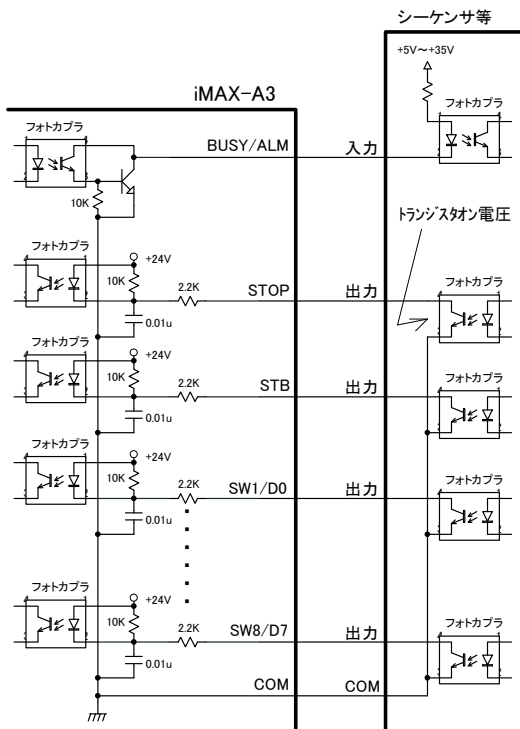 シーケンサ等
+5V～+35V
iMAX-A3
フォトカプラ
フォトカプラ
BUSY/ALM
入力
10K
トランジスタオン電圧
フォトカプラ
+24V
フォトカプラ
10K
2.2K
STOP
出力
0.01u
フォトカプラ
+24V
フォトカプラ
10K
2.2K
STB
出力
0.01u
フォトカプラ
+24V
フォトカプラ
10K
2.2K
SW1/D0
出力
0.01u
フォトカプラ
+24V
フォトカプラ
10K
2.2K
SW8/D7
出力
0.01u
COM
COM